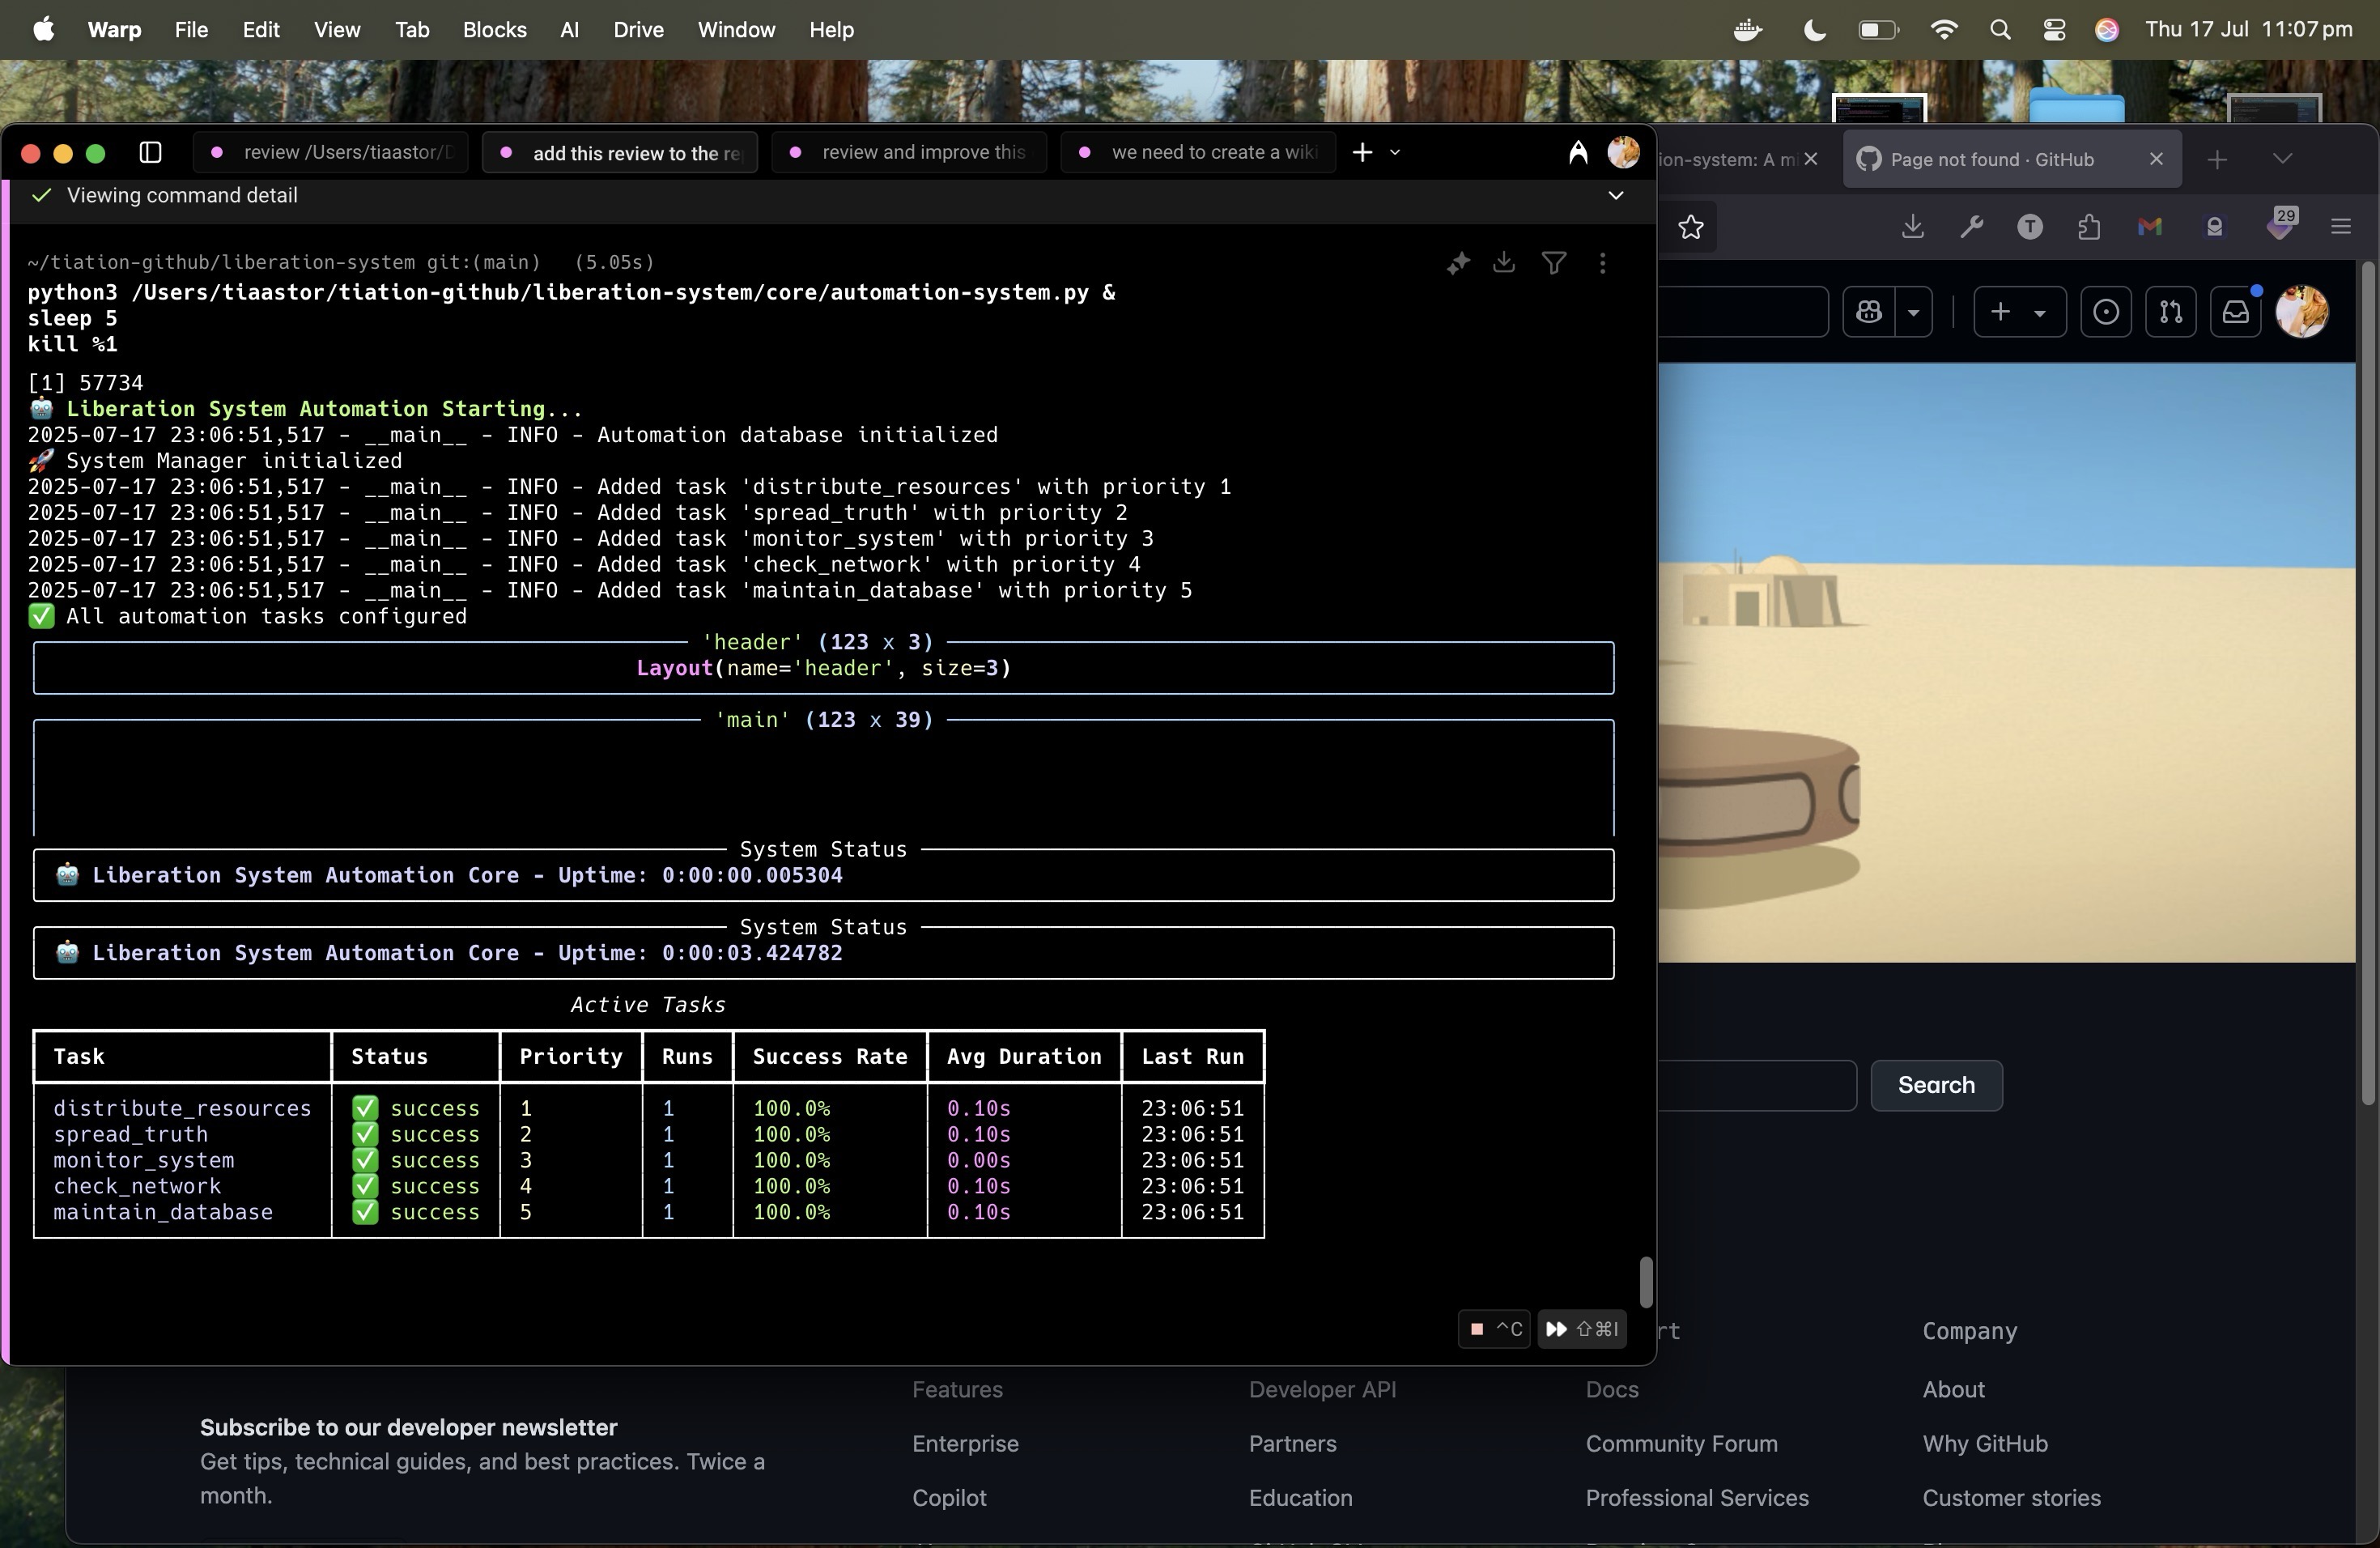 Warp File Edit View Tab Blocks AI Drive Window Help Thu 17 Jul 11:07 pm
review /Users/tiaastor/D add this review to the re review and improve this we need to create a wiki
ion-system: A mi Page not found · GitHub
Viewing command detail
29
T
~/tiation-github/liberation-system git:(main) (5.05s)
python3 /Users/tiaastor/tiation-github/liberation-system/core/automation-system.py &
sleep 5
kill %1
[1] 57734
🤖 Liberation System Automation Starting...
2025-07-17 23:06:51,517 - __main__ - INFO - Automation database initialized
🚀 System Manager initialized
2025-07-17 23:06:51,517 - __main__ - INFO - Added task 'distribute_resources' with priority 1
2025-07-17 23:06:51,517 - __main__ - INFO - Added task 'spread_truth' with priority 2
2025-07-17 23:06:51,517 - __main__ - INFO - Added task 'monitor_system' with priority 3
2025-07-17 23:06:51,517 - __main__ - INFO - Added task 'check_network' with priority 4
2025-07-17 23:06:51,517 - __main__ - INFO - Added task 'maintain_database' with priority 5
✅ All automation tasks configured
'header' (123 x 3)
Layout(name='header', size=3)
'main' (123 x 39)
System Status
🤖 Liberation System Automation Core - Uptime: 0:00:00.005304
System Status
🤖 Liberation System Automation Core - Uptime: 0:00:03.424782
Active Tasks
Task Status Priority Runs Success Rate Avg Duration Last Run
distribute_resources ✅ success 1 1 100.0% 0.10s 23:06:51
spread_truth ✅ success 2 1 100.0% 0.10s 23:06:51
monitor_system ✅ success 3 1 100.0% 0.00s 23:06:51
check_network ✅ success 4 1 100.0% 0.10s 23:06:51
maintain_database ✅ success 5 1 100.0% 0.10s 23:06:51
^C ⇧⌘I
Search
rt Company
Features Developer API Docs About
Subscribe to our developer newsletter
Enterprise Partners Community Forum Why GitHub
Get tips, technical guides, and best practices. Twice a
month.
Copilot Education Professional Services Customer stories